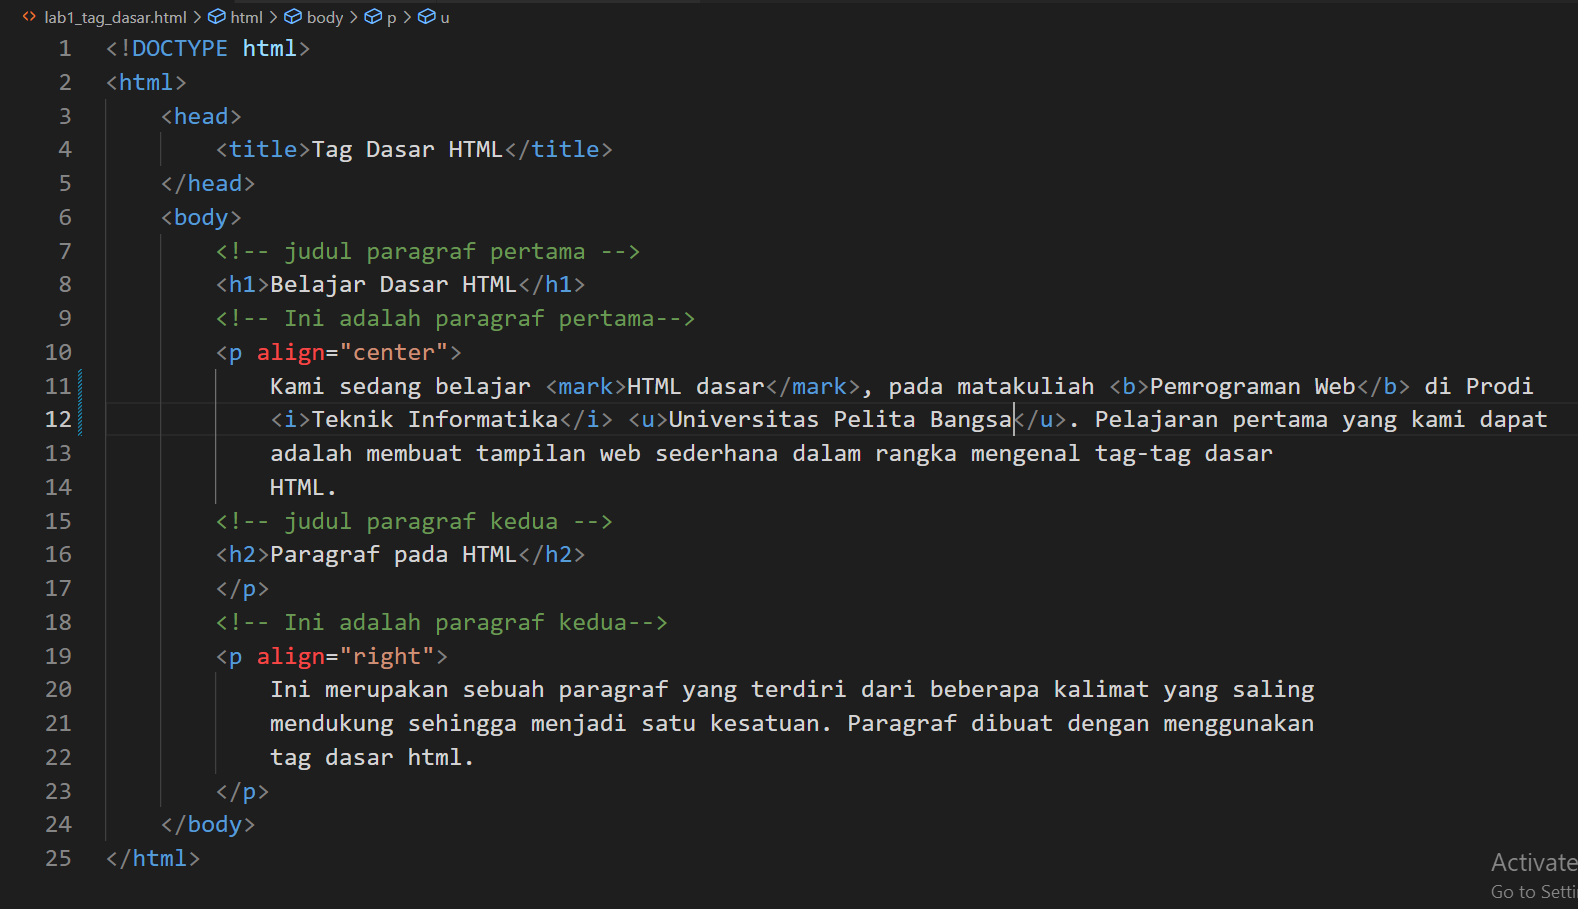 lab1_tag_dasar.html > html > body > p > u
1 <!DOCTYPE html>
2 <html>
3 <head>
4 <title>Tag Dasar HTML</title>
5 </head>
6 <body>
7 <!-- judul paragraf pertama -->
8 <h1>Belajar Dasar HTML</h1>
9 <!-- Ini adalah paragraf pertama-->
10 <p align="center">
11 Kami sedang belajar <mark>HTML dasar</mark>, pada matakuliah <b>Pemrograman Web</b> di Prodi
12 <i>Teknik Informatika</i> <u>Universitas Pelita Bangsa</u>. Pelajaran pertama yang kami dapat
13 adalah membuat tampilan web sederhana dalam rangka mengenal tag-tag dasar
14 HTML.
15 <!-- judul paragraf kedua -->
16 <h2>Paragraf pada HTML</h2>
17 </p>
18 <!-- Ini adalah paragraf kedua-->
19 <p align="right">
20 Ini merupakan sebuah paragraf yang terdiri dari beberapa kalimat yang saling
21 mendukung sehingga menjadi satu kesatuan. Paragraf dibuat dengan menggunakan
22 tag dasar html.
23 </p>
24 </body>
25 </html>
Activate
Go to Setti